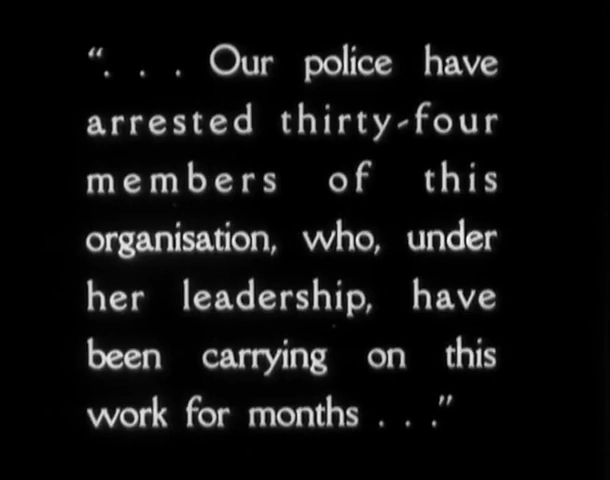 “. . . Our police have
arrested thirty-four
members of this
organisation, who, under
her leadership, have
been carrying on this
work for months . . .”